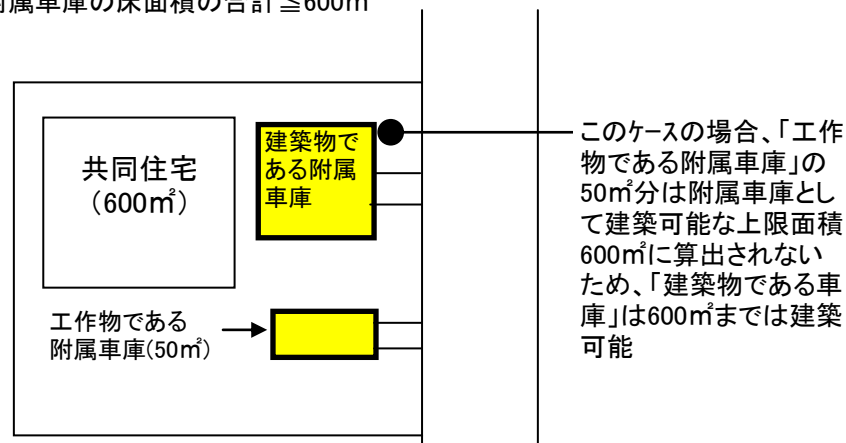 附属車庫の床面積の合計≦600㎡
共同住宅
（600㎡）
建築物で
ある附属
車庫
このケースの場合、「工作
物である附属車庫」の
50㎡分は附属車庫とし
て建築可能な上限面積
600㎡に算出されない
ため、「建築物である車
庫」は600㎡までは建築
可能
工作物である
附属車庫(50㎡)